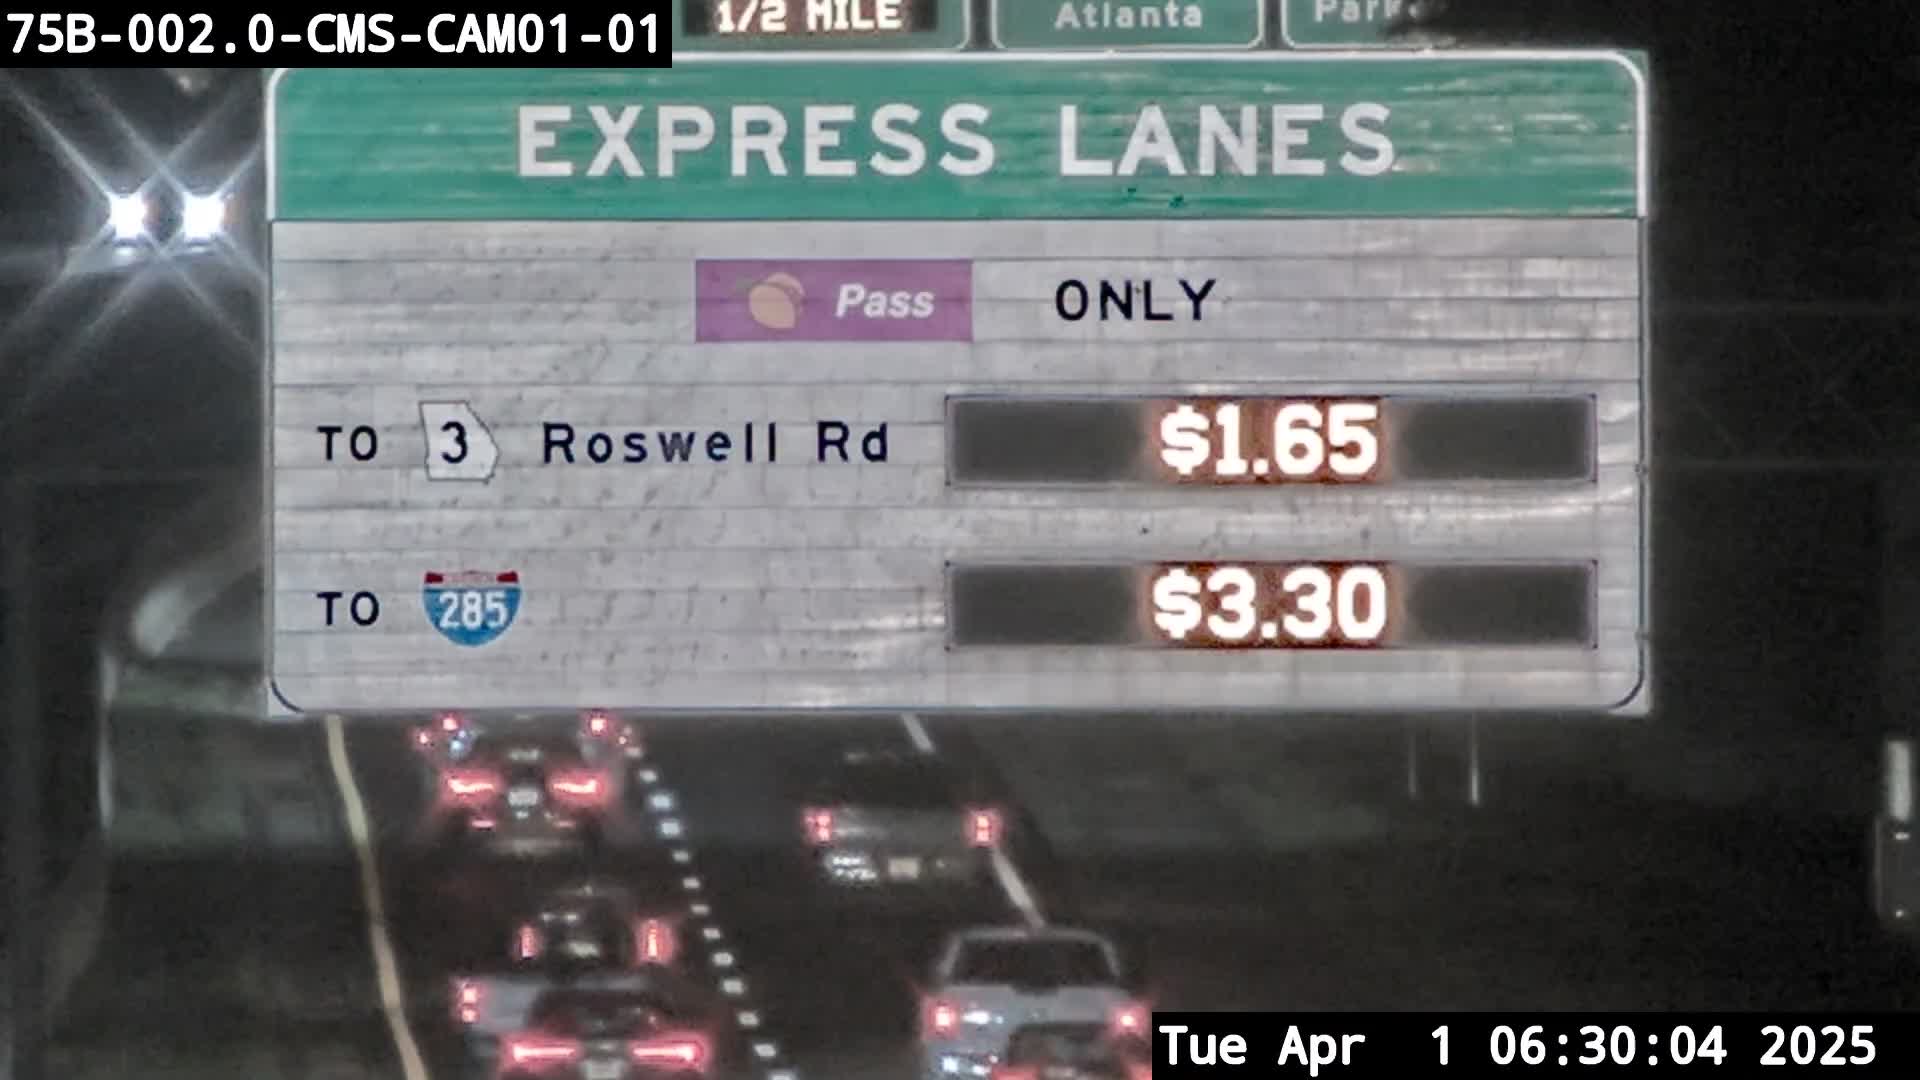 75B-002.0-CMS-CAM01-01
1/2 MILE
Atlanta
EXPRESS LANES
Pass ONLY
TO 3 Roswell Rd $1.65
TO 285 $3.30
Tue Apr 1 06:30:04 2025